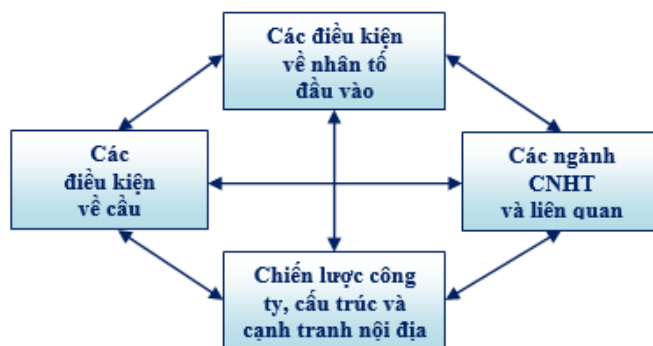 Các điều kiện
về nhân tố
đầu vào
Các
điều kiện
về cầu
Các ngành
CNHT
và liên quan
Chiến lược công
ty, cấu trúc và
cạnh tranh nội địa